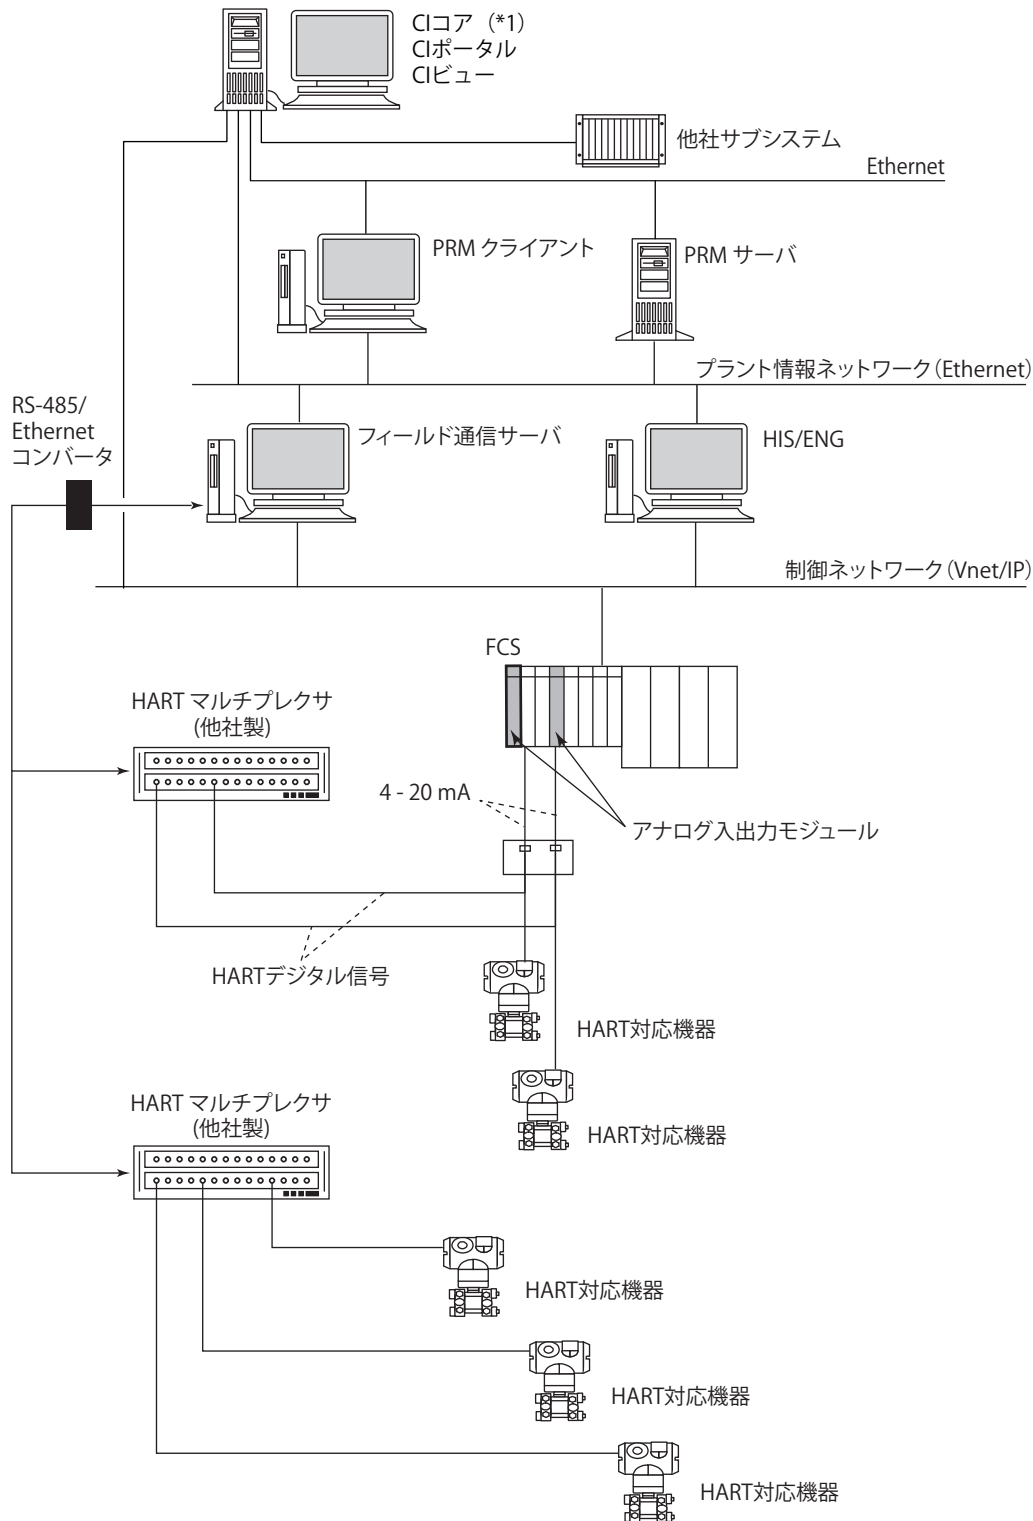 CIコア (*1)
CIポータル
CIビュー
他社サブシステム
Ethernet
PRM クライアント
PRM サーバ
プラント情報ネットワーク(Ethernet)
RS-485/
Ethernet
コンバータ
フィールド通信サーバ
HIS/ENG
制御ネットワーク(Vnet/IP)
FCS
HART マルチプレクサ
(他社製)
4 - 20 mA
アナログ入出力モジュール
HARTデジタル信号
HART対応機器
HART対応機器
HART マルチプレクサ
(他社製)
HART対応機器
HART対応機器
HART対応機器